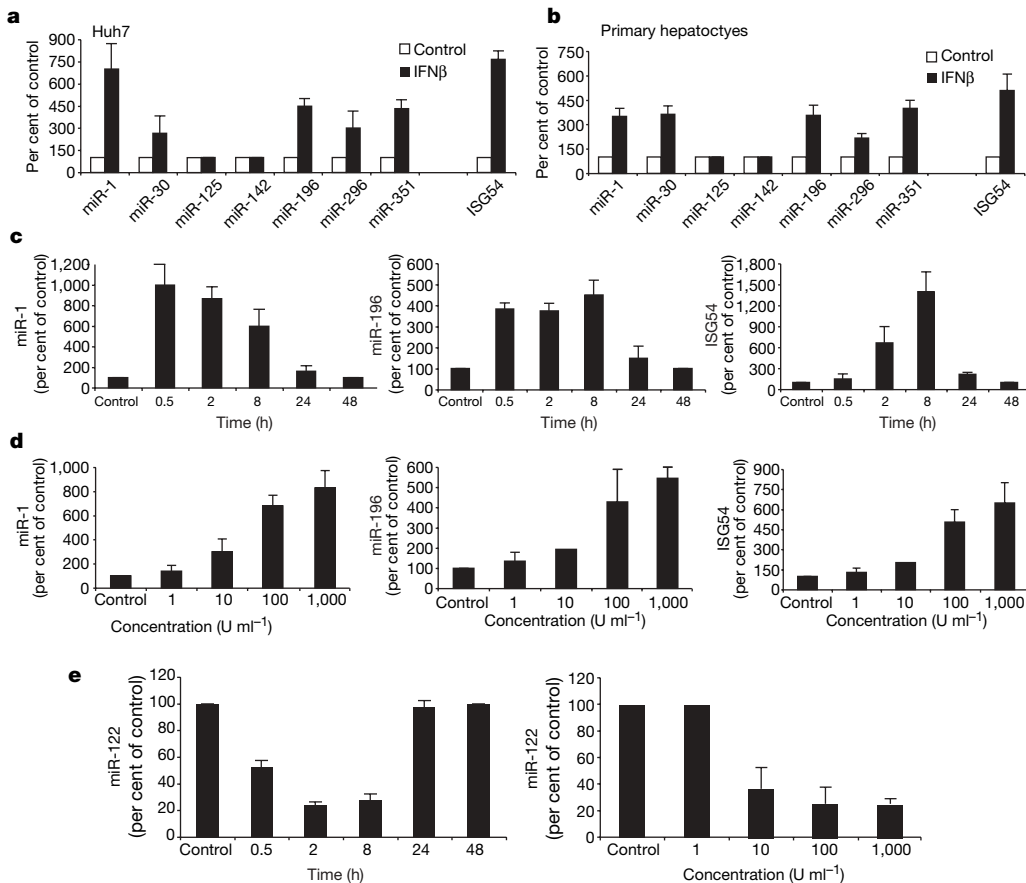 a
Huh7
Per cent of control
900
750
600
450
300
150
0
Control
IFNβ
miR-1
miR-30
miR-125
miR-142
miR-196
miR-296
miR-351
ISG54
b
Primary hepatoctyes
Per cent of control
750
600
450
300
150
0
Control
IFNβ
miR-1
miR-30
miR-125
miR-142
miR-196
miR-296
miR-351
ISG54
c
miR-1
(per cent of control)
1,200
1,000
800
600
400
200
0
Control 0.5 2 8 24 48
Time (h)
miR-196
(per cent of control)
600
500
400
300
200
100
0
Control 0.5 2 8 24 48
Time (h)
ISG54
(per cent of control)
1,800
1,500
1,200
900
600
300
0
Control 0.5 2 8 24 48
Time (h)
d
miR-1
(per cent of control)
1,000
800
600
400
200
0
Control 1 10 100 1,000
Concentration (U ml⁻¹)
miR-196
(per cent of control)
600
500
400
300
200
100
0
Control 1 10 100 1,000
Concentration (U ml⁻¹)
ISG54
(per cent of control)
900
750
600
450
300
150
0
Control 1 10 100 1,000
Concentration (U ml⁻¹)
e
miR-122
(per cent of control)
120
100
80
60
40
20
0
Control 0.5 2 8 24 48
Time (h)
miR-122
(per cent of control)
120
100
80
60
40
20
0
Control 1 10 100 1,000
Concentration (U ml⁻¹)